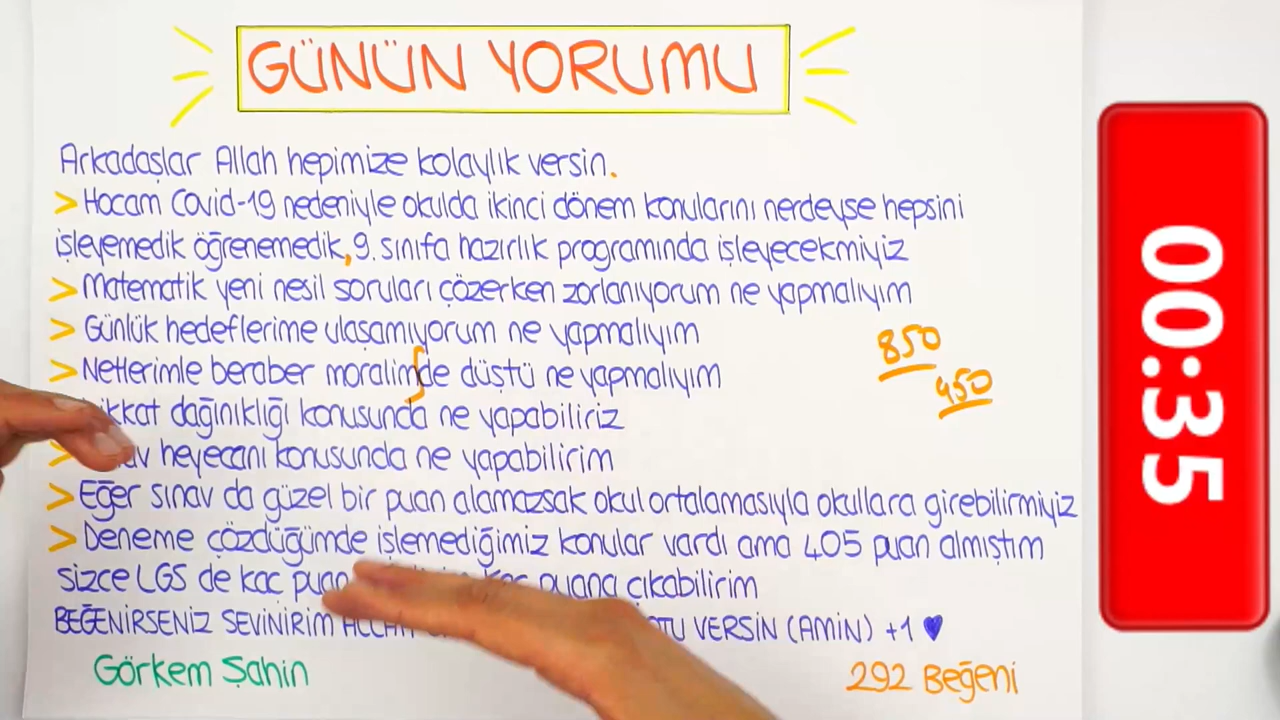 GÜNÜN YORUMU
Arkadaşlar Allah hepimize kolaylık versin.
> Hocam Covid-19 nedeniyle okulda ikinci dönem konularını nerdeyse hepsini
işleyemedik öğrenemedik, 9. sınıfa hazırlık programında işleyecekmiyiz
> Matematik yeni nesil soruları çözerken zorlanıyorum ne yapmalıyım
> Günlük hedeflerime ulaşamıyorum ne yapmalıyım
850
> Netlerimle beraber moralimde düştü ne yapmalıyım
450
dağınıklığı konusunda ne yapabiliriz
> heyecanı konusunda ne yapabilirim
> Eğer sınav da güzel bir puan alamazsak okul ortalamasıyla okullara girebilirmiyiz
> Deneme çözdüğümde işlemediğimiz konular vardı ama 405 puan almıştım
sizce LGS de kaç puan kaç puana çıkabilirim
BEĞENİRSENİZ SEVİNİRİM ALLAH VERSİN (AMİN) +1 ♥
Görkem Şahin
292 Beğeni
00:35